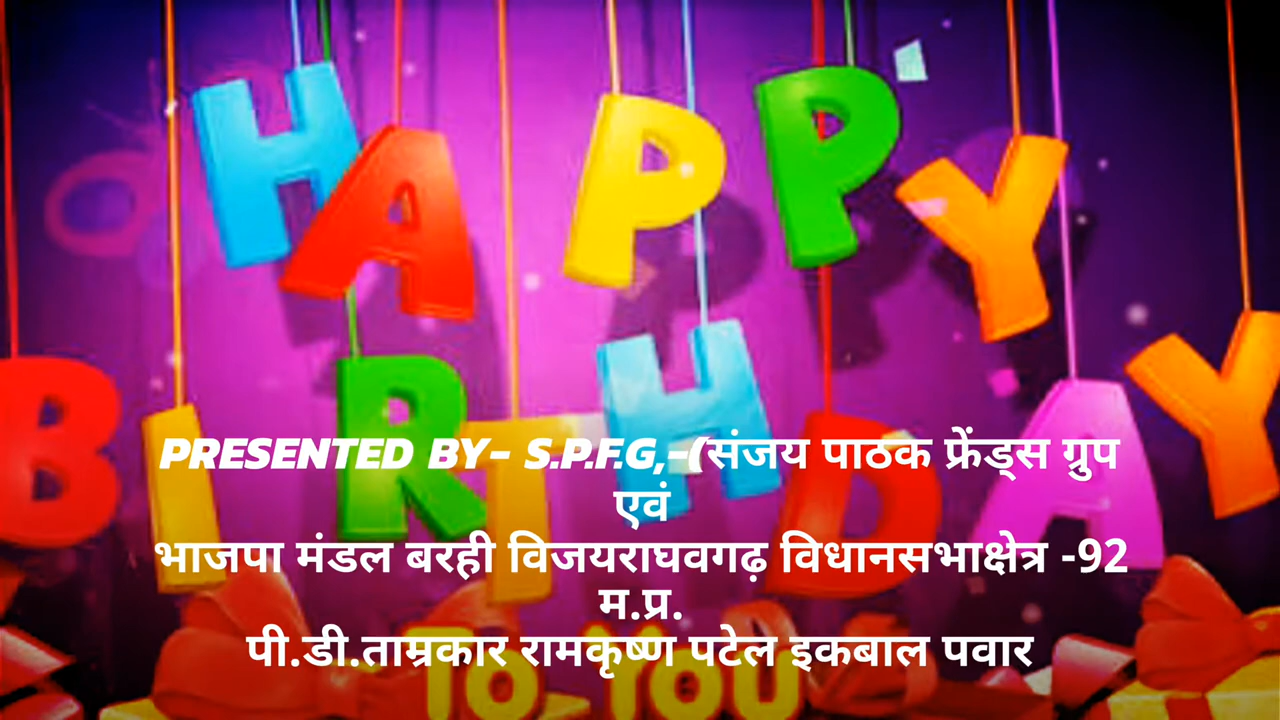 HAPPY
BIRTHDAY
TO YOU
PRESENTED BY- S.P.F.G,-(संजय पाठक फ्रेंड्स ग्रुप
एवं
भाजपा मंडल बरही विजयराघवगढ़ विधानसभाक्षेत्र -92
म.प्र.
पी.डी.ताम्रकार रामकृष्ण पटेल इकबाल पवार